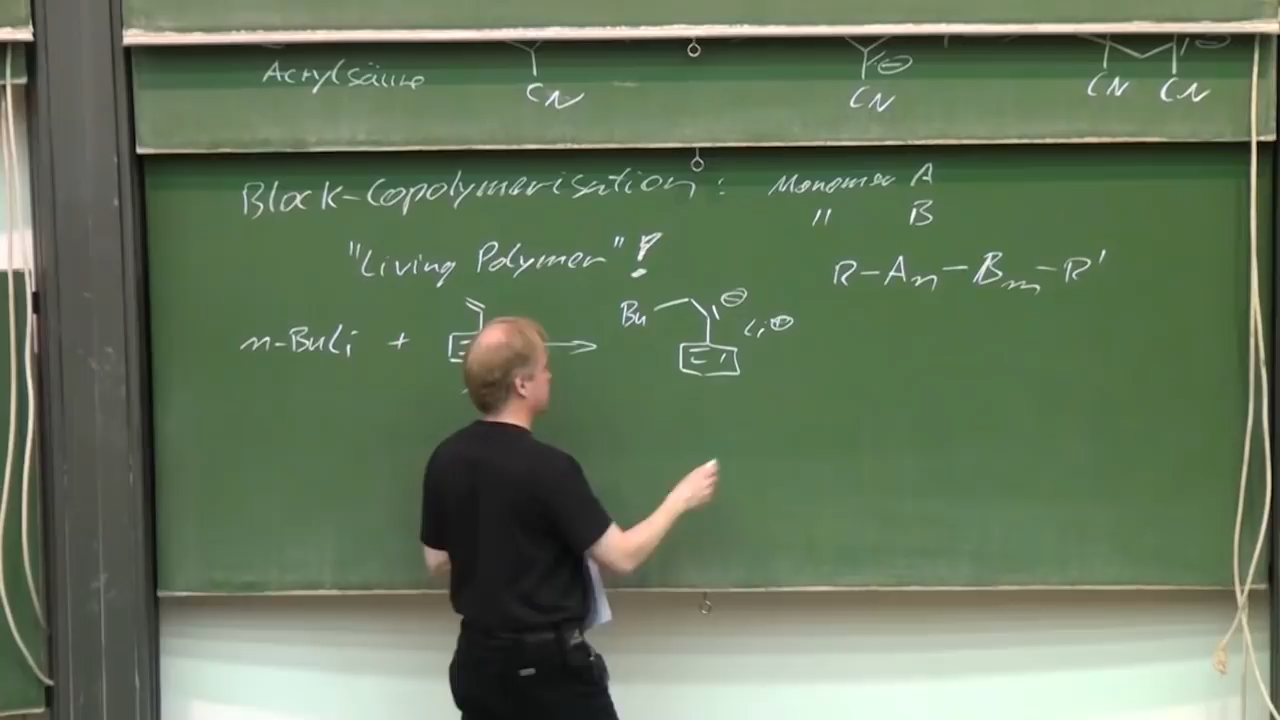 Acrylsäure CN CN ⊖ CN CN ⊖
Block-Copolymerisation: Monomer A
" B
"Living Polymer"!
R-An-Bm-R'
n-BuLi + → Bu ⊖ Li⊕